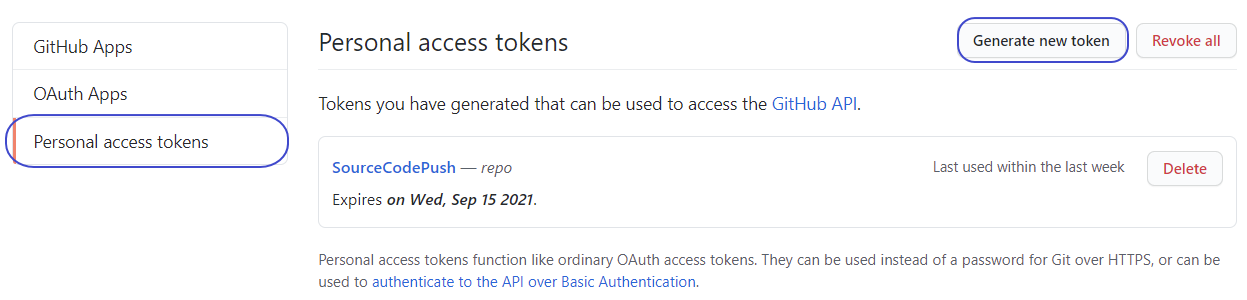 GitHub Apps
OAuth Apps
Personal access tokens
Personal access tokens
Generate new token
Revoke all
Tokens you have generated that can be used to access the GitHub API.
SourceCodePush — repo
Last used within the last week
Delete
Expires on Wed, Sep 15 2021.
Personal access tokens function like ordinary OAuth access tokens. They can be used instead of a password for Git over HTTPS, or can be
used to authenticate to the API over Basic Authentication.